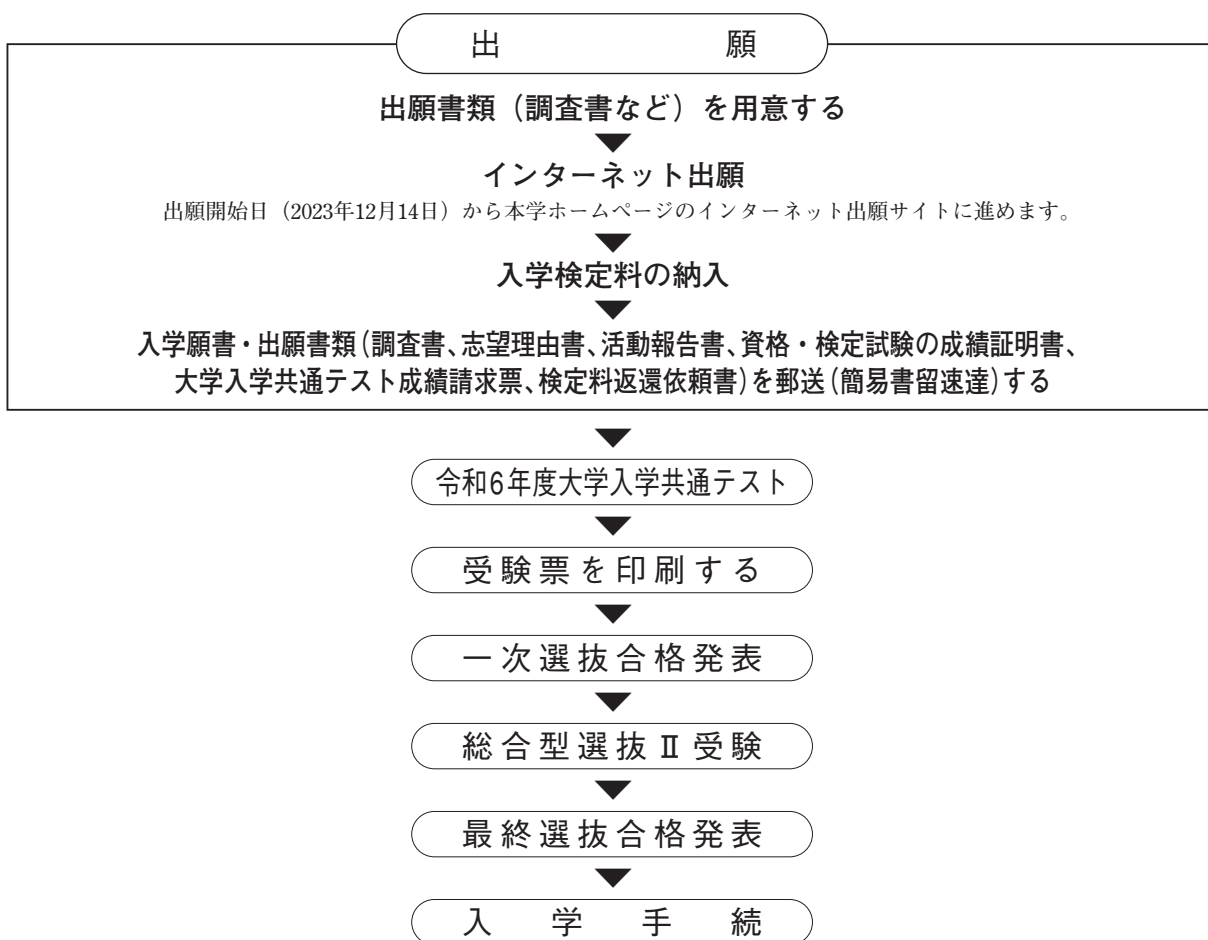 出願
出願書類（調査書など）を用意する
インターネット出願
出願開始日（2023年12月14日）から本学ホームページのインターネット出願サイトに進めます。
入学検定料の納入
入学願書・出願書類（調査書、志望理由書、活動報告書、資格・検定試験の成績証明書、
大学入学共通テスト成績請求票、検定料返還依頼書）を郵送（簡易書留速達）する
令和6年度大学入学共通テスト
受験票を印刷する
一次選抜合格発表
総合型選抜Ⅱ受験
最終選抜合格発表
入学手続